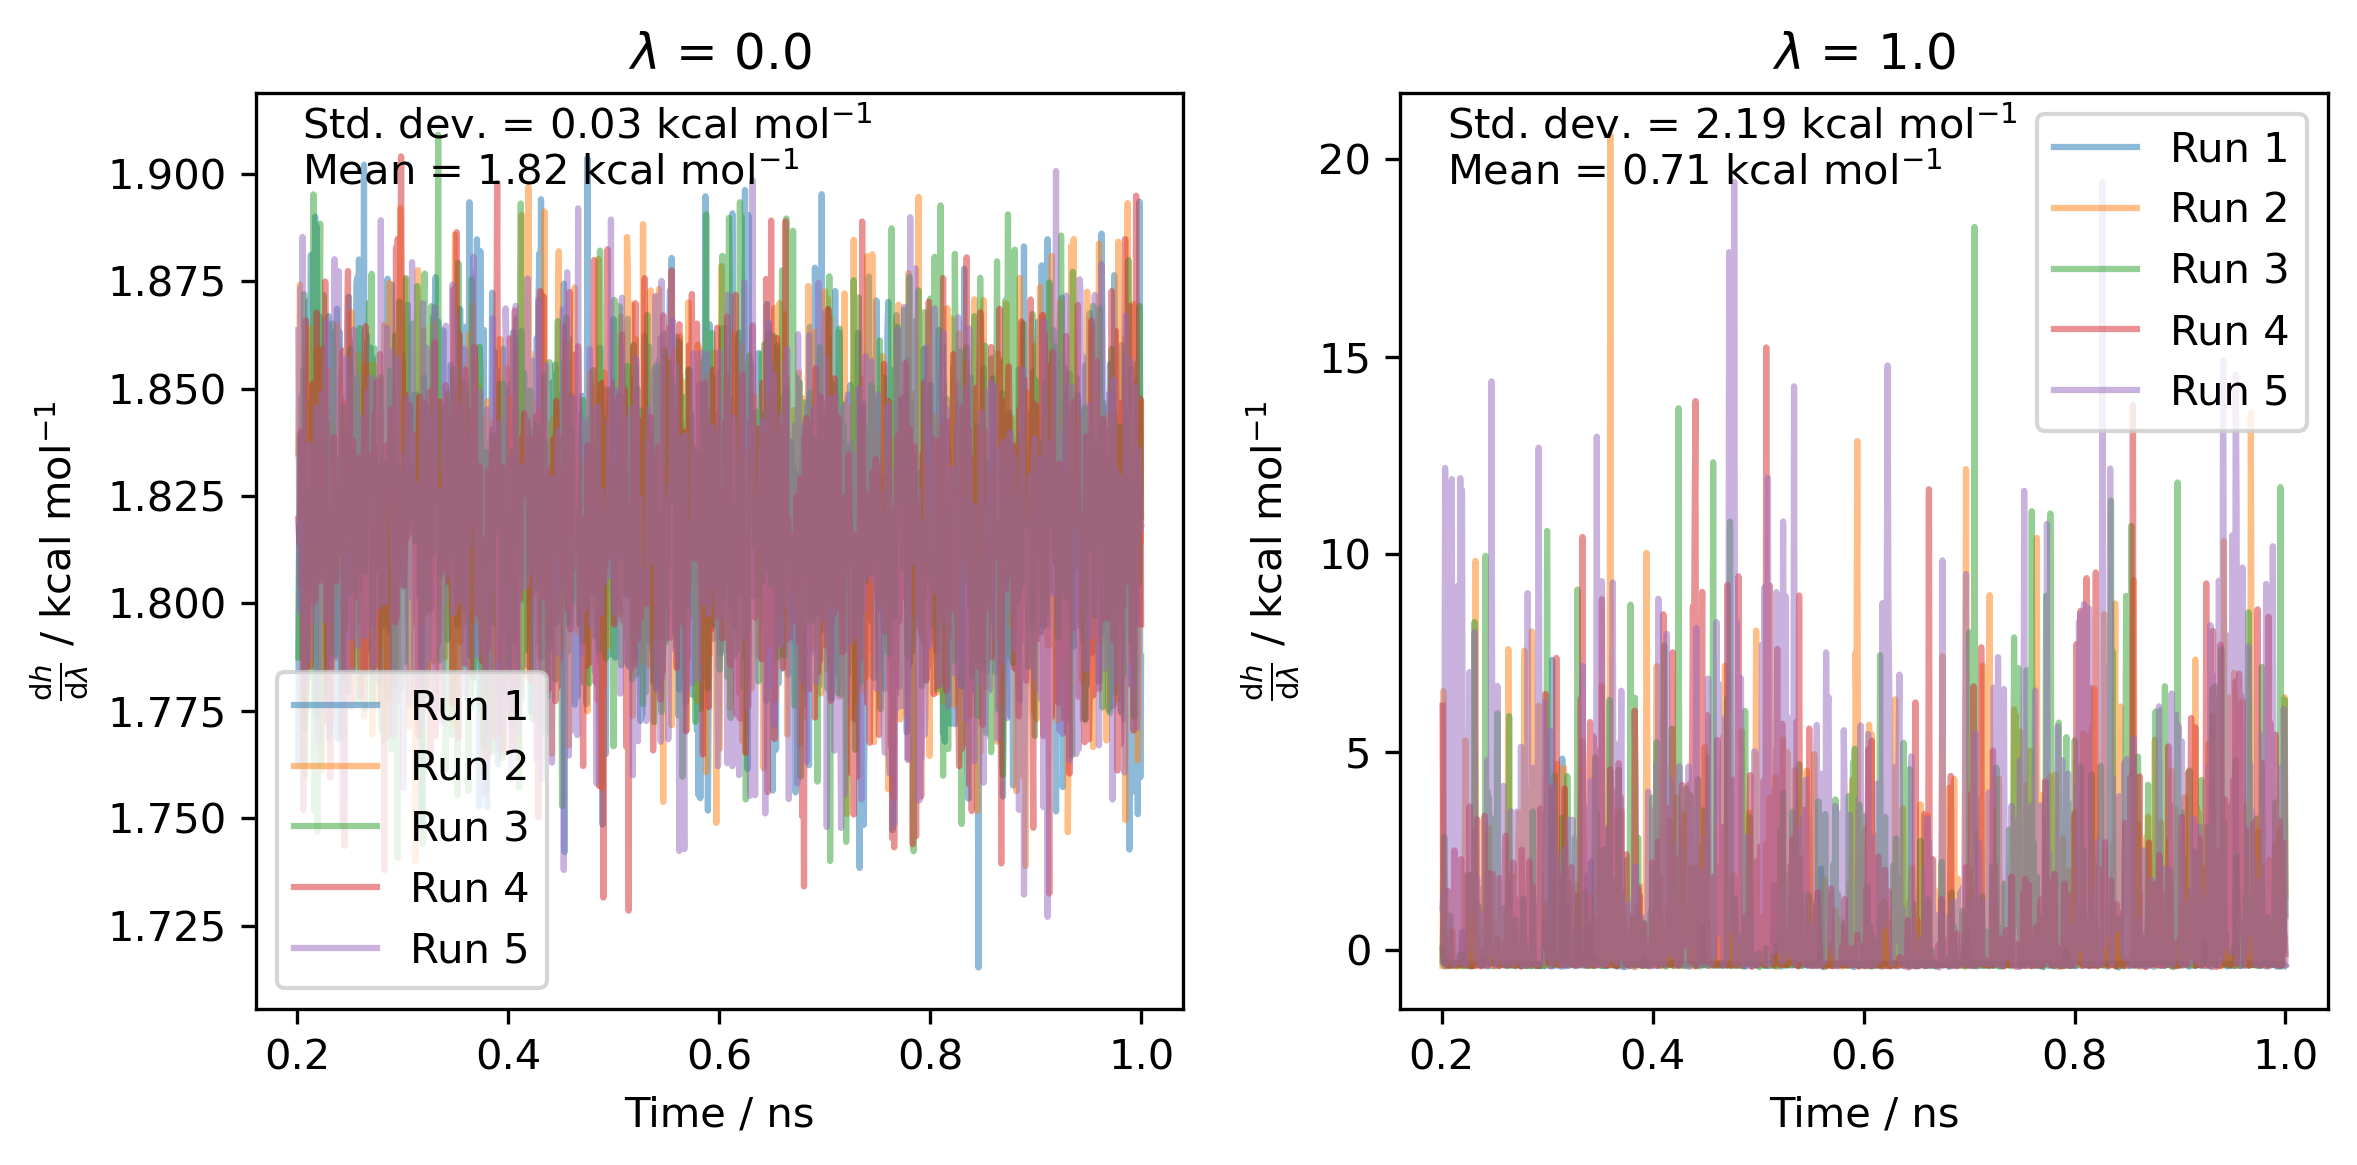 λ = 0.0
Std. dev. = 0.03 kcal mol⁻¹
Mean = 1.82 kcal mol⁻¹
1.900
1.875
1.850
1.825
1.800
1.775
1.750
1.725
dh/dλ / kcal mol⁻¹
Run 1
Run 2
Run 3
Run 4
Run 5
0.2 0.4 0.6 0.8 1.0
Time / ns
λ = 1.0
Std. dev. = 2.19 kcal mol⁻¹
Mean = 0.71 kcal mol⁻¹
Run 1
Run 2
Run 3
Run 4
Run 5
20
15
10
5
0
dh/dλ / kcal mol⁻¹
0.2 0.4 0.6 0.8 1.0
Time / ns